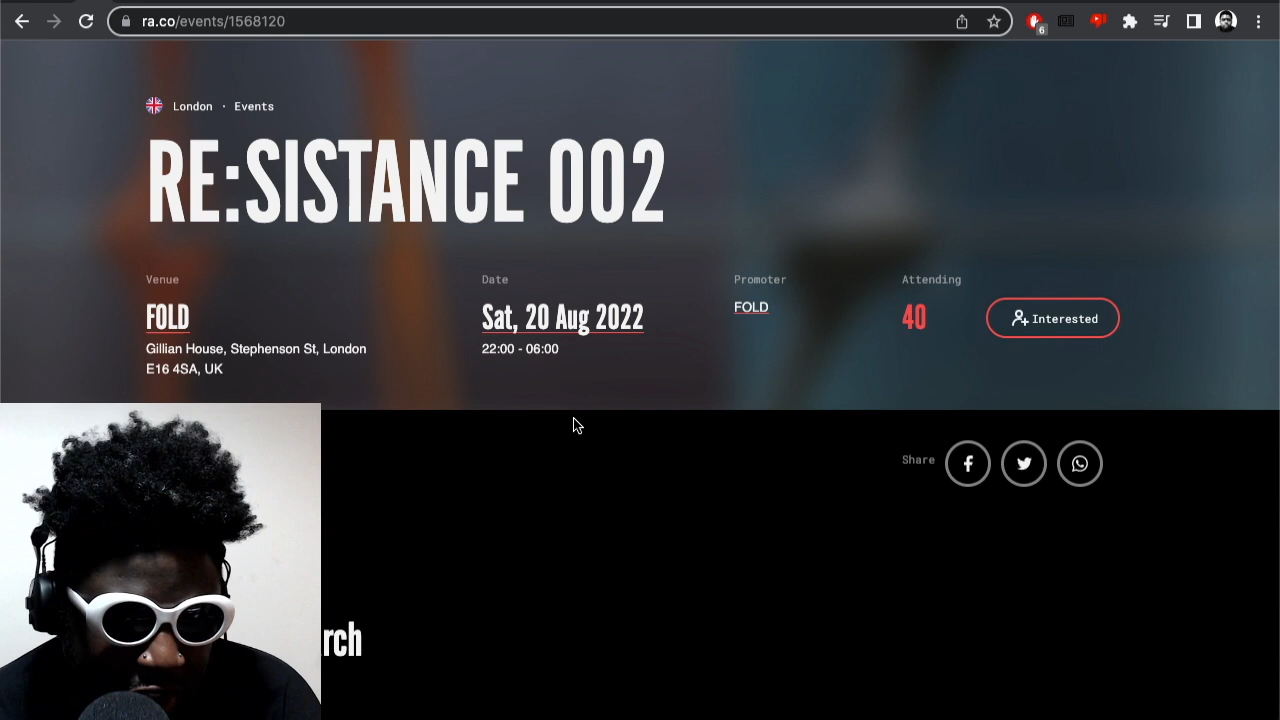 ra.co/events/1568120
6
London · Events
RE:SISTANCE 002
Venue
Date
Promoter
Attending
FOLD
Sat, 20 Aug 2022
FOLD
40
Interested
Gillian House, Stephenson St, London
E16 4SA, UK
22:00 - 06:00
Share
rch